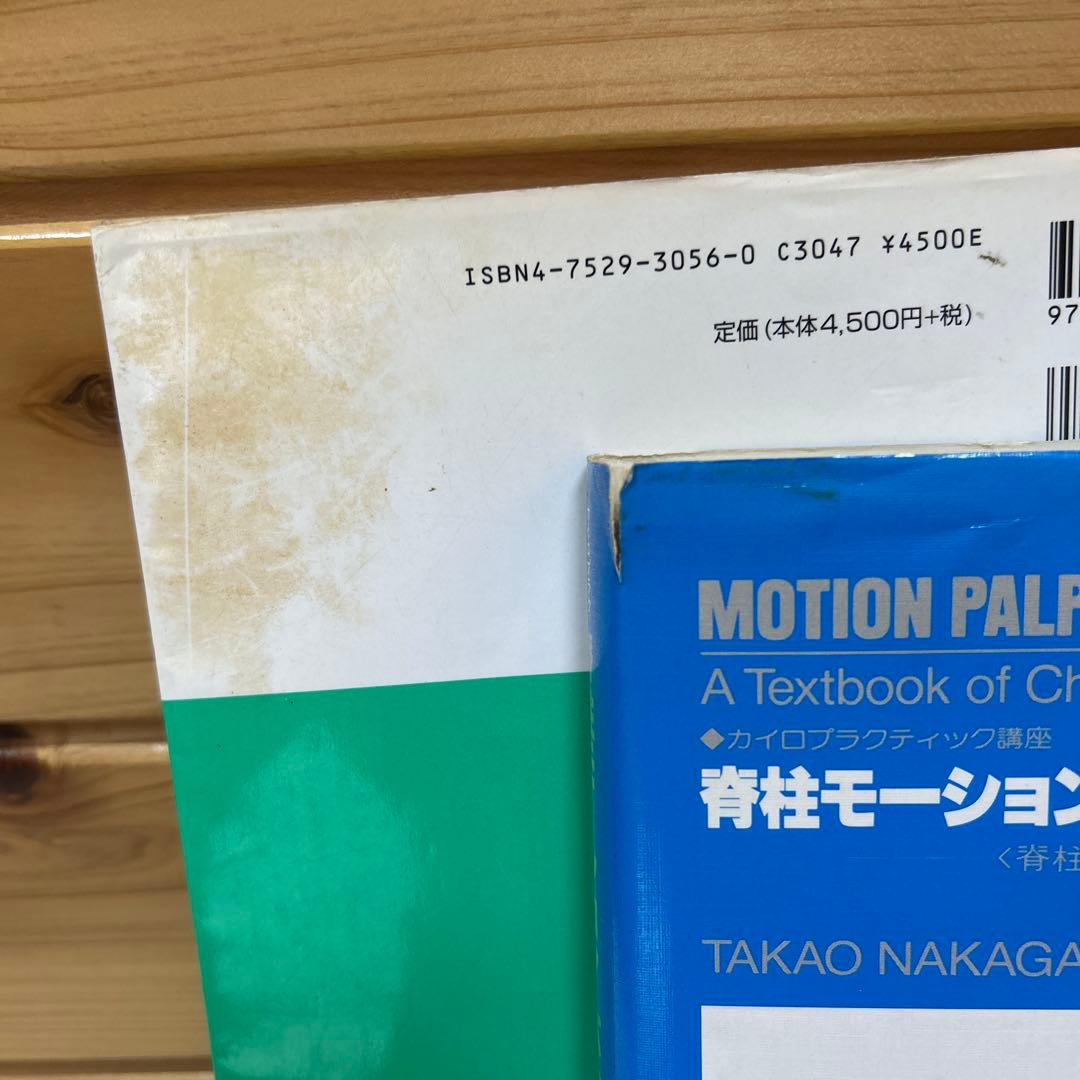 ISBN4-7529-3056-0 C3047 ¥4500E
定価(本体4,500円+税)
97
MOTION PALP
A Textbook of Ch
◆カイロプラクティック講座
脊柱モーション
<脊柱
TAKAO NAKAGA